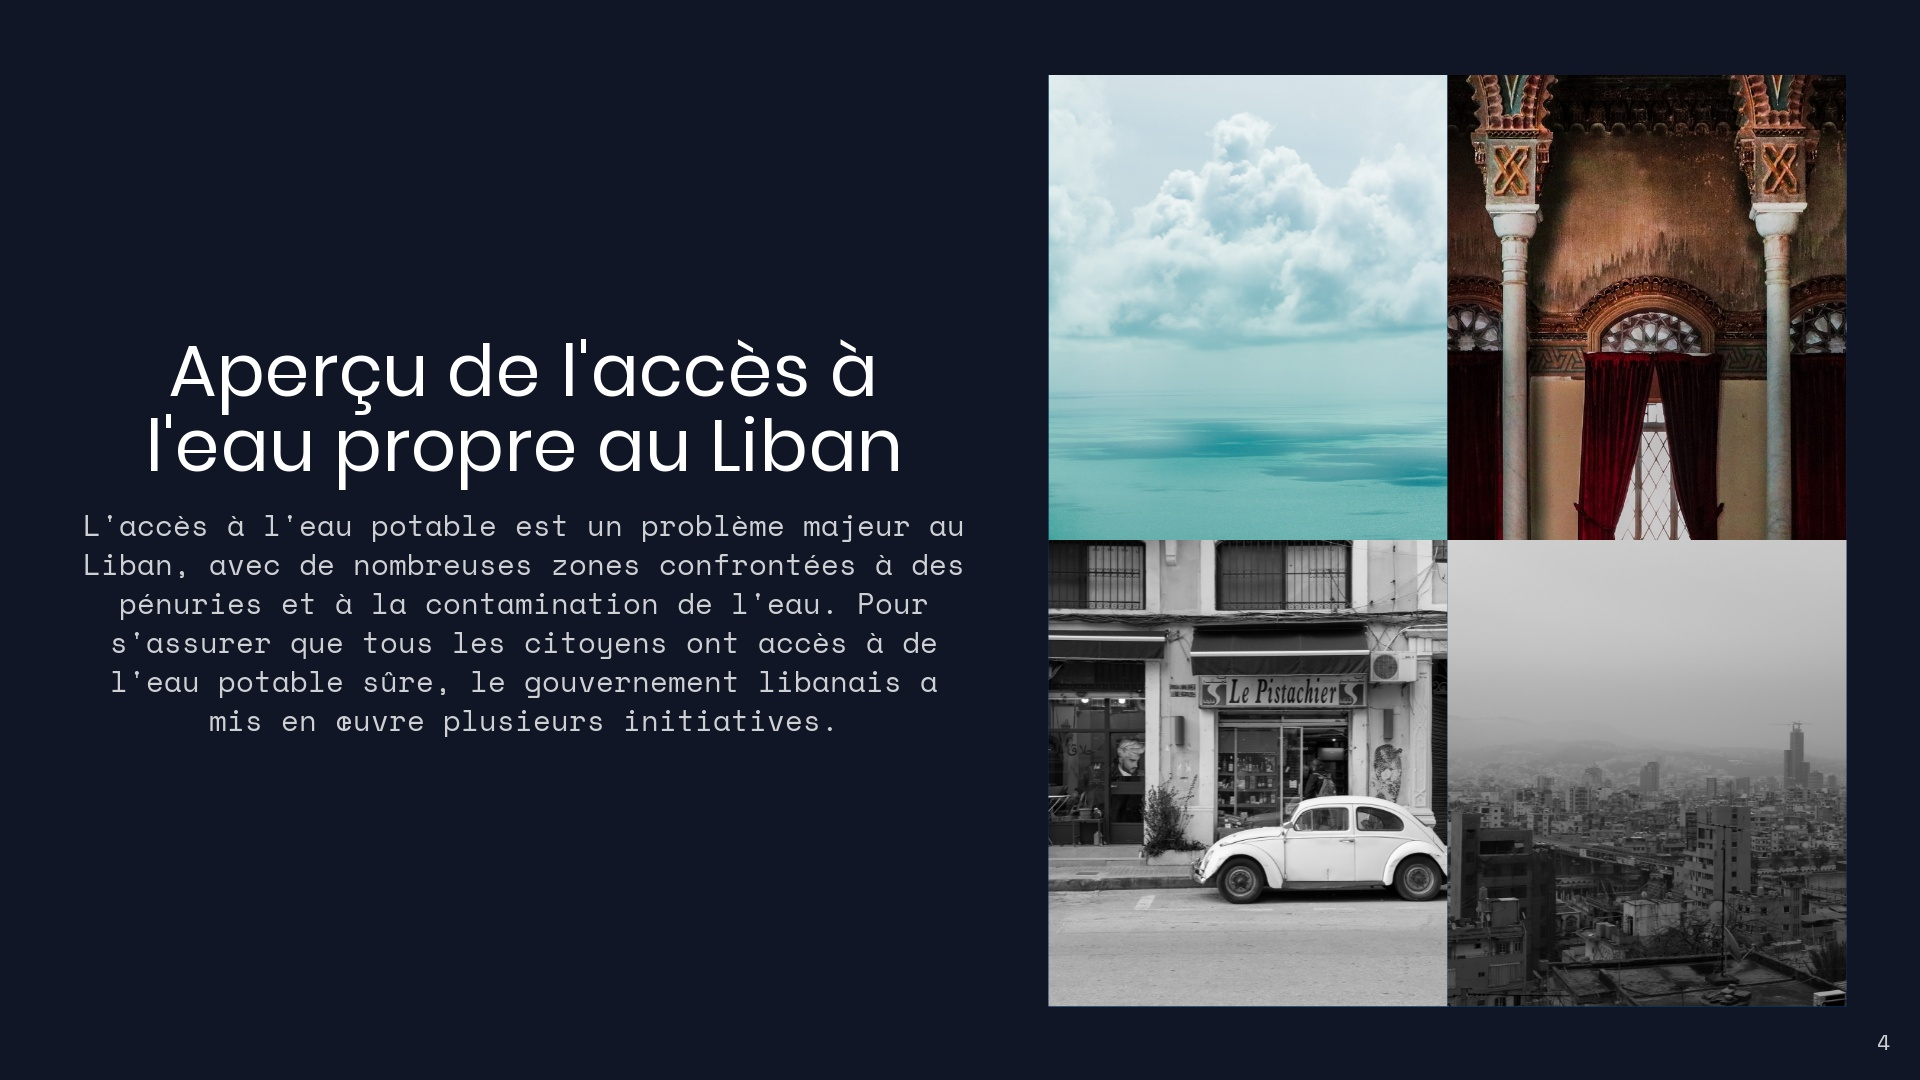 Aperçu de l'accès à
l'eau propre au Liban
L'accès à l'eau potable est un problème majeur au
Liban, avec de nombreuses zones confrontées à des
pénuries et à la contamination de l'eau. Pour
s'assurer que tous les citoyens ont accès à de
l'eau potable sûre, le gouvernement libanais a
mis en œuvre plusieurs initiatives.
Le Pistachier
4